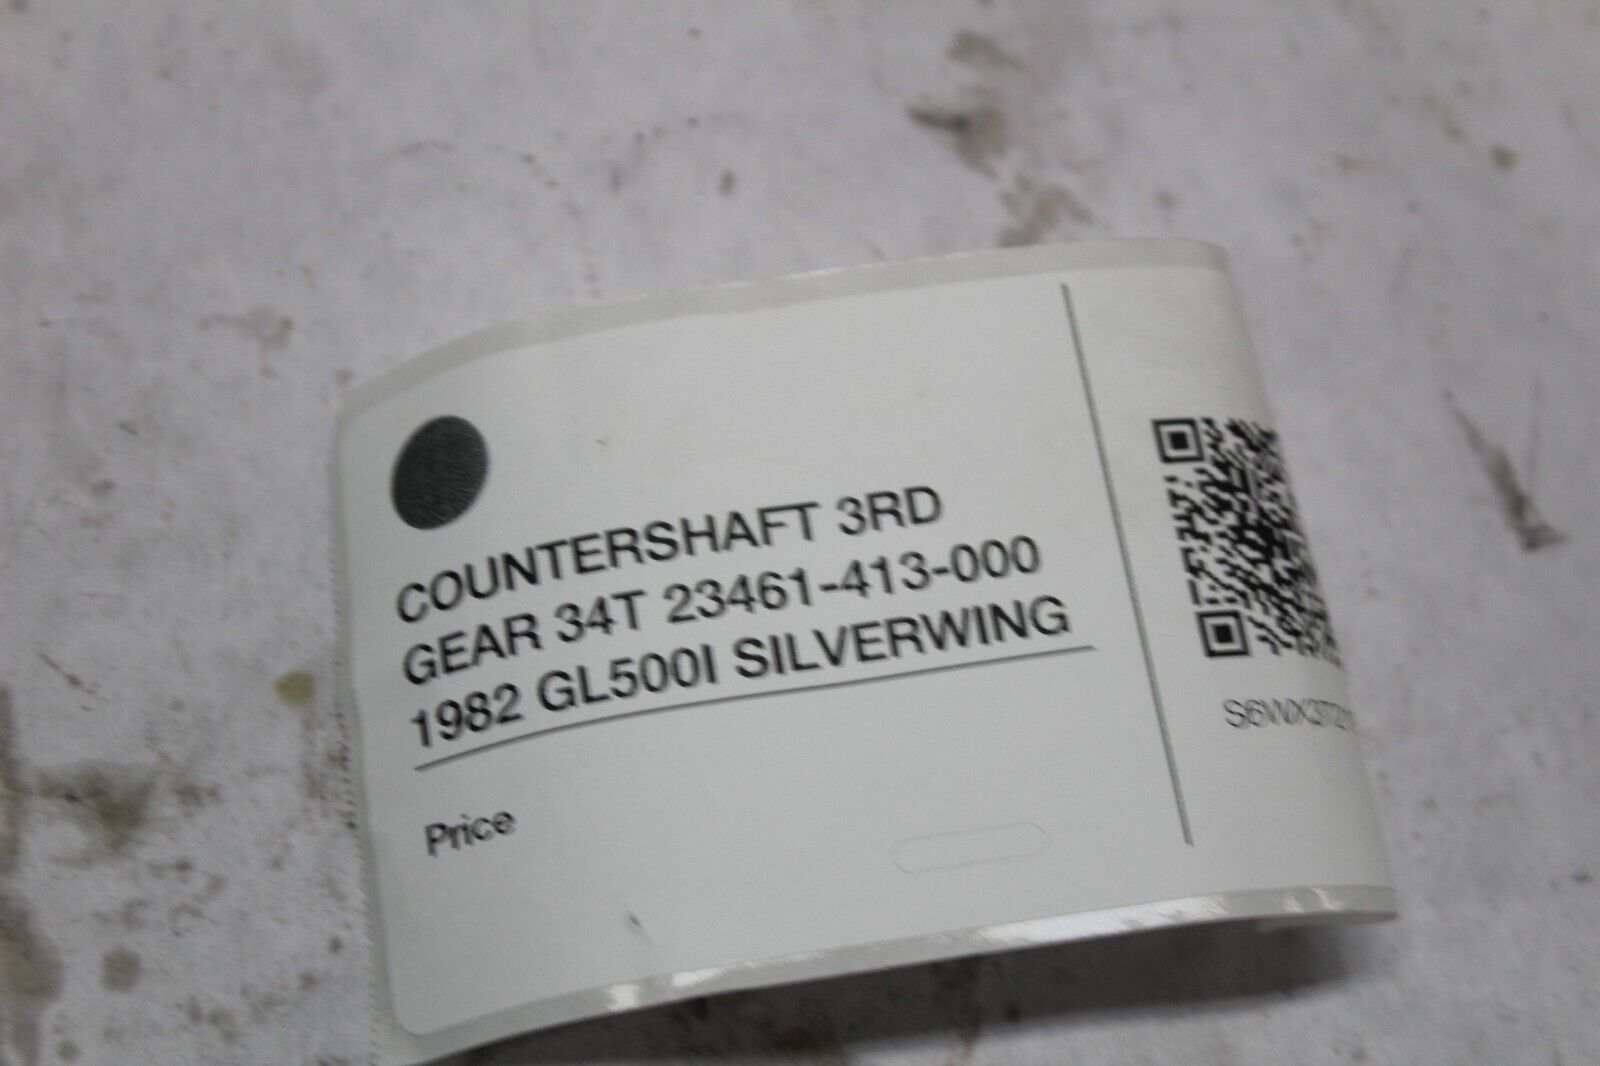 COUNTERSHAFT 3RD
GEAR 34T 23461-413-000
1982 GL500I SILVERWING
Price